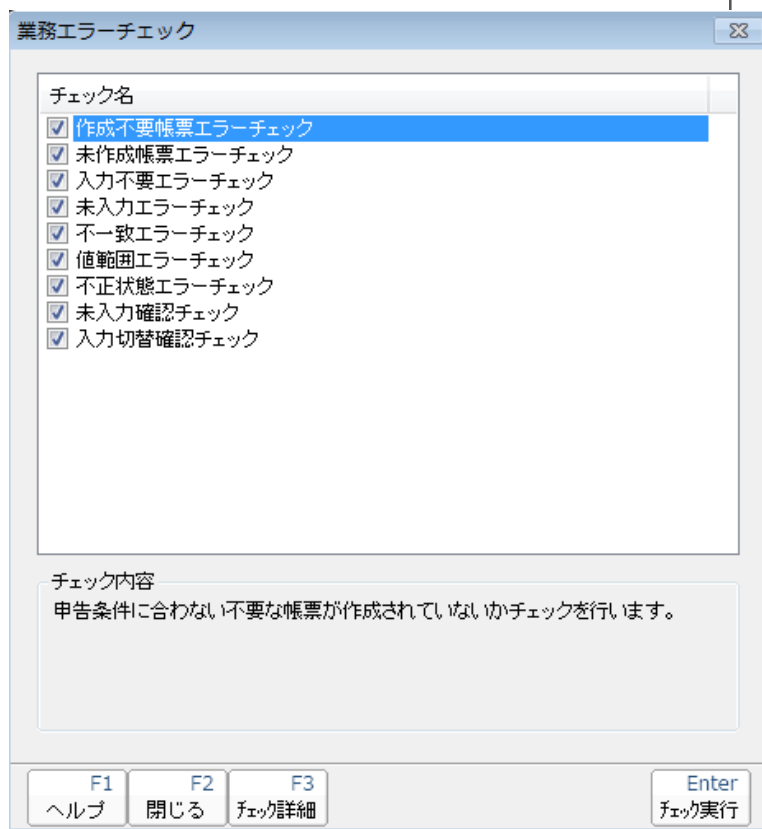 業務エラーチェック
チェック名
作成不要帳票エラーチェック
未作成帳票エラーチェック
入力不要エラーチェック
未入力エラーチェック
不一致エラーチェック
値範囲エラーチェック
不正状態エラーチェック
未入力確認チェック
入力切替確認チェック
チェック内容
申告条件に合わない不要な帳票が作成されていないかチェックを行います。
F1 F2 F3 Enter
ヘルプ 閉じる ﾁｪｯｸ詳細 ﾁｪｯｸ実行